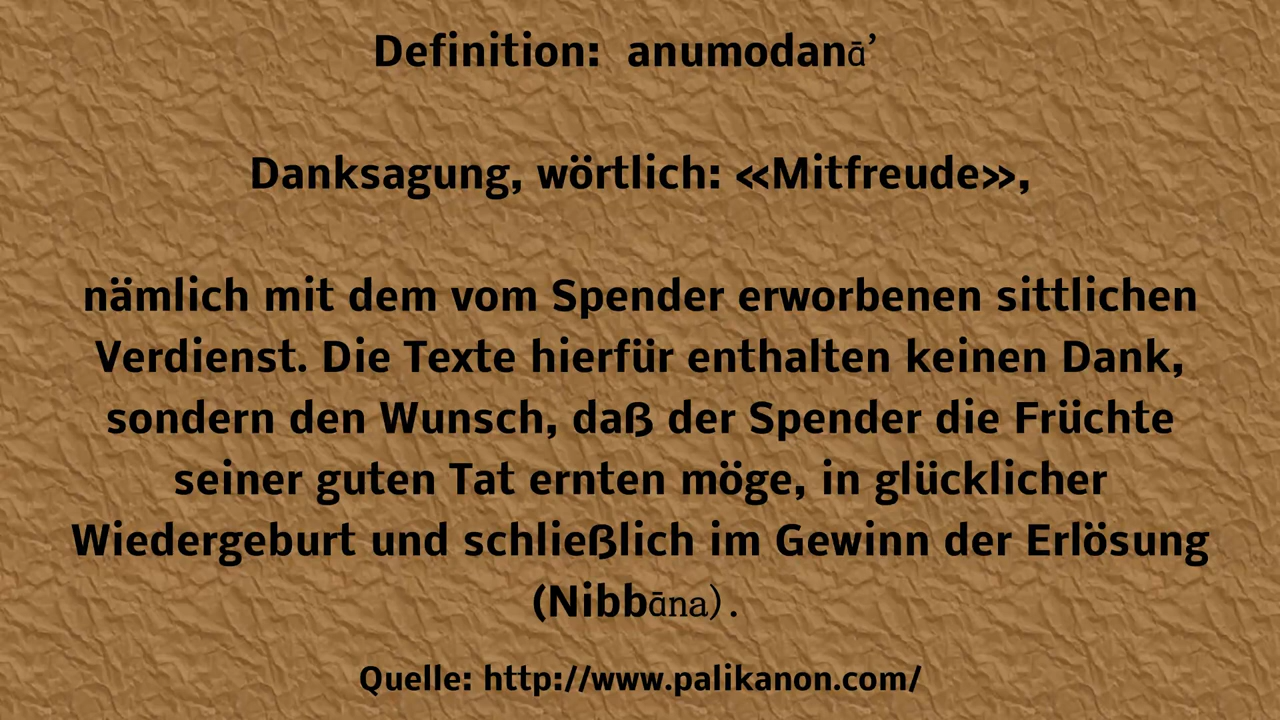 Definition:  anumodanā’
Danksagung, wörtlich: «Mitfreude»,
nämlich mit dem vom Spender erworbenen sittlichen
Verdienst. Die Texte hierfür enthalten keinen Dank,
sondern den Wunsch, daß der Spender die Früchte
seiner guten Tat ernten möge, in glücklicher
Wiedergeburt und schließlich im Gewinn der Erlösung
(Nibbāna).
Quelle: http://www.palikanon.com/